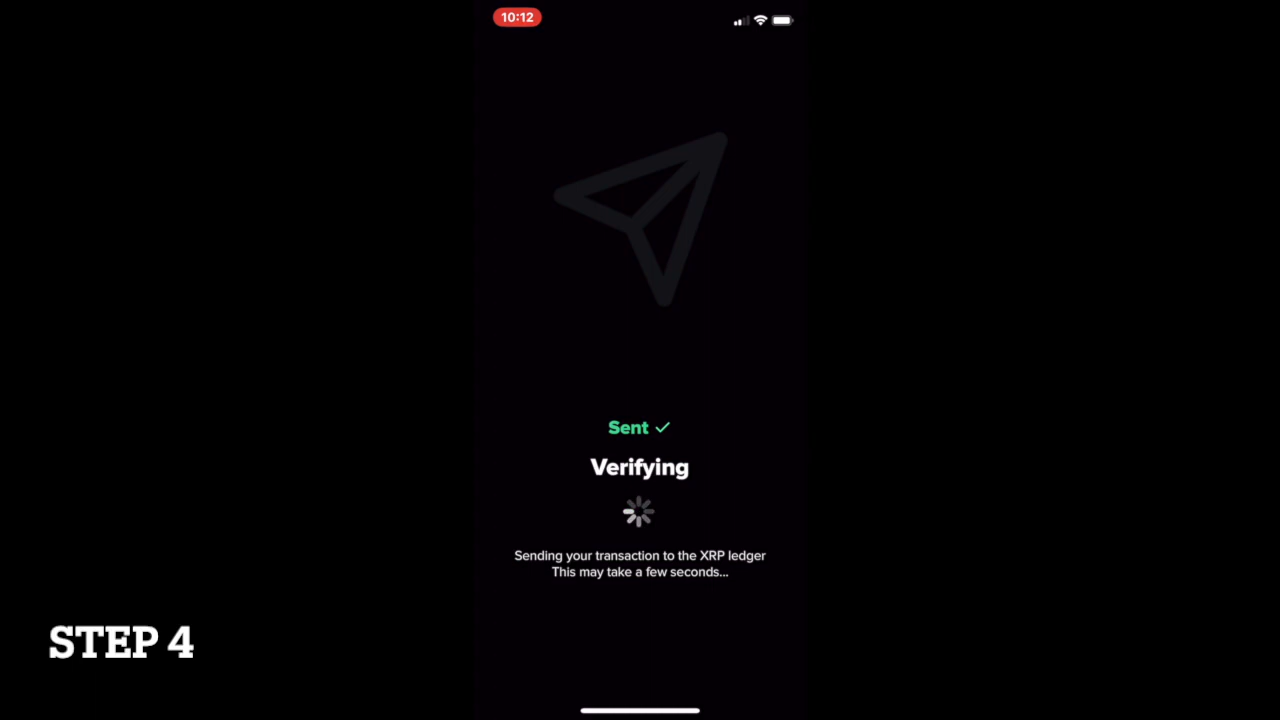 10:12
Sent
Verifying
Sending your transaction to the XRP ledger
This may take a few seconds...
STEP 4